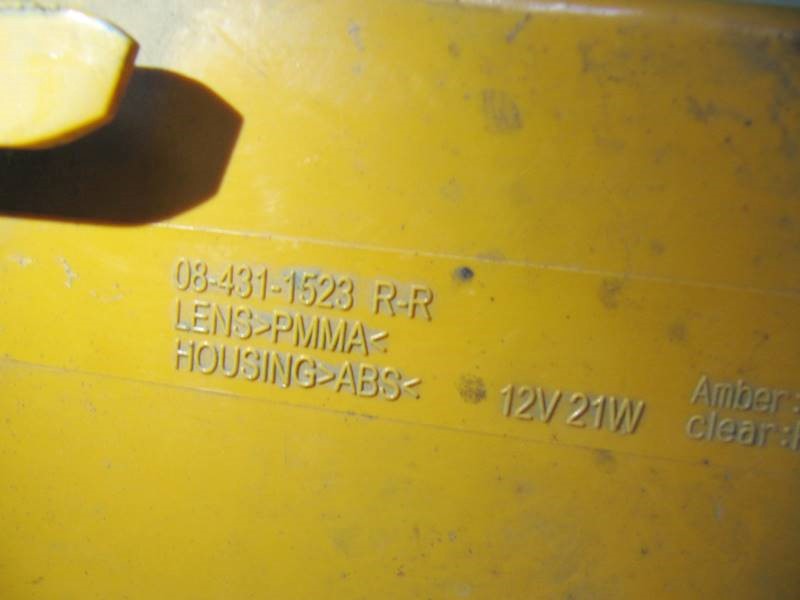 08-431-1523 R-R
LENS>PMMA<
HOUSING>ABS<
12V 21W
Amber:
clear: